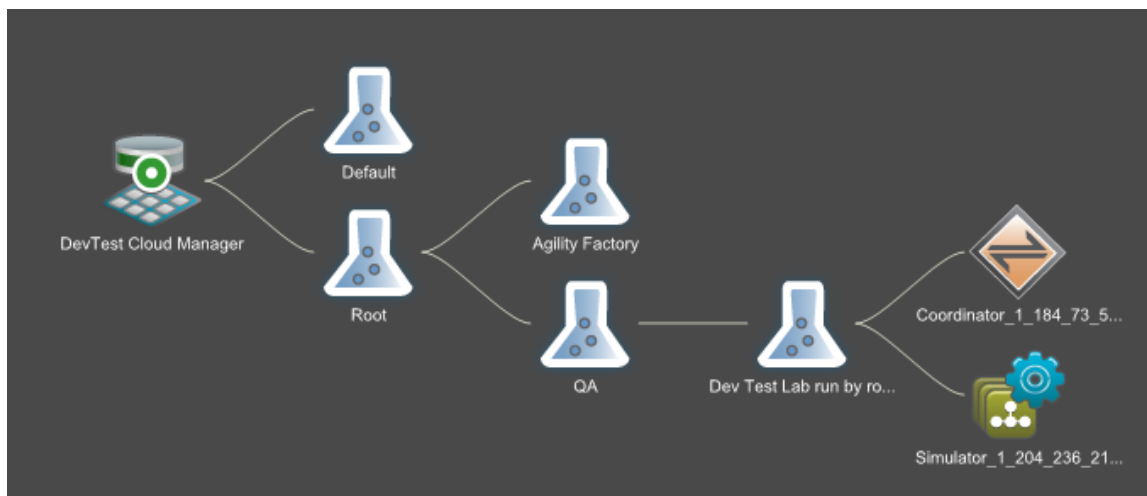 Default
DevTest Cloud Manager
Root
Agility Factory
QA
Dev Test Lab run by ro...
Coordinator_1_184_73_5...
Simulator_1_204_236_21...